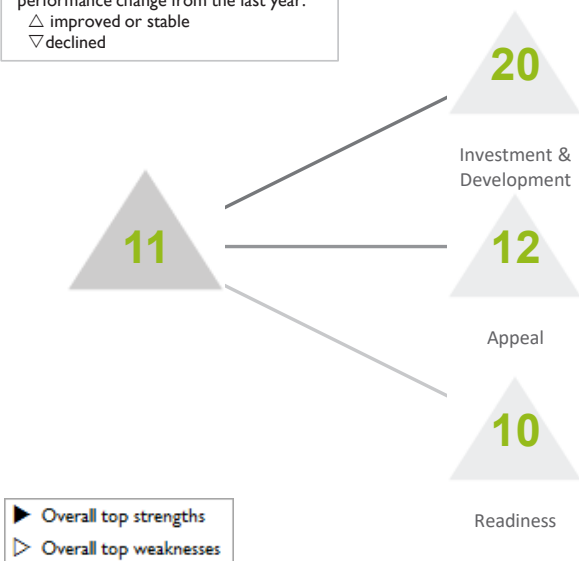 performance change from the last year:
△ improved or stable
▽declined
20
Investment &
Development
11
12
Appeal
10
Readiness
▶ Overall top strengths
▷ Overall top weaknesses